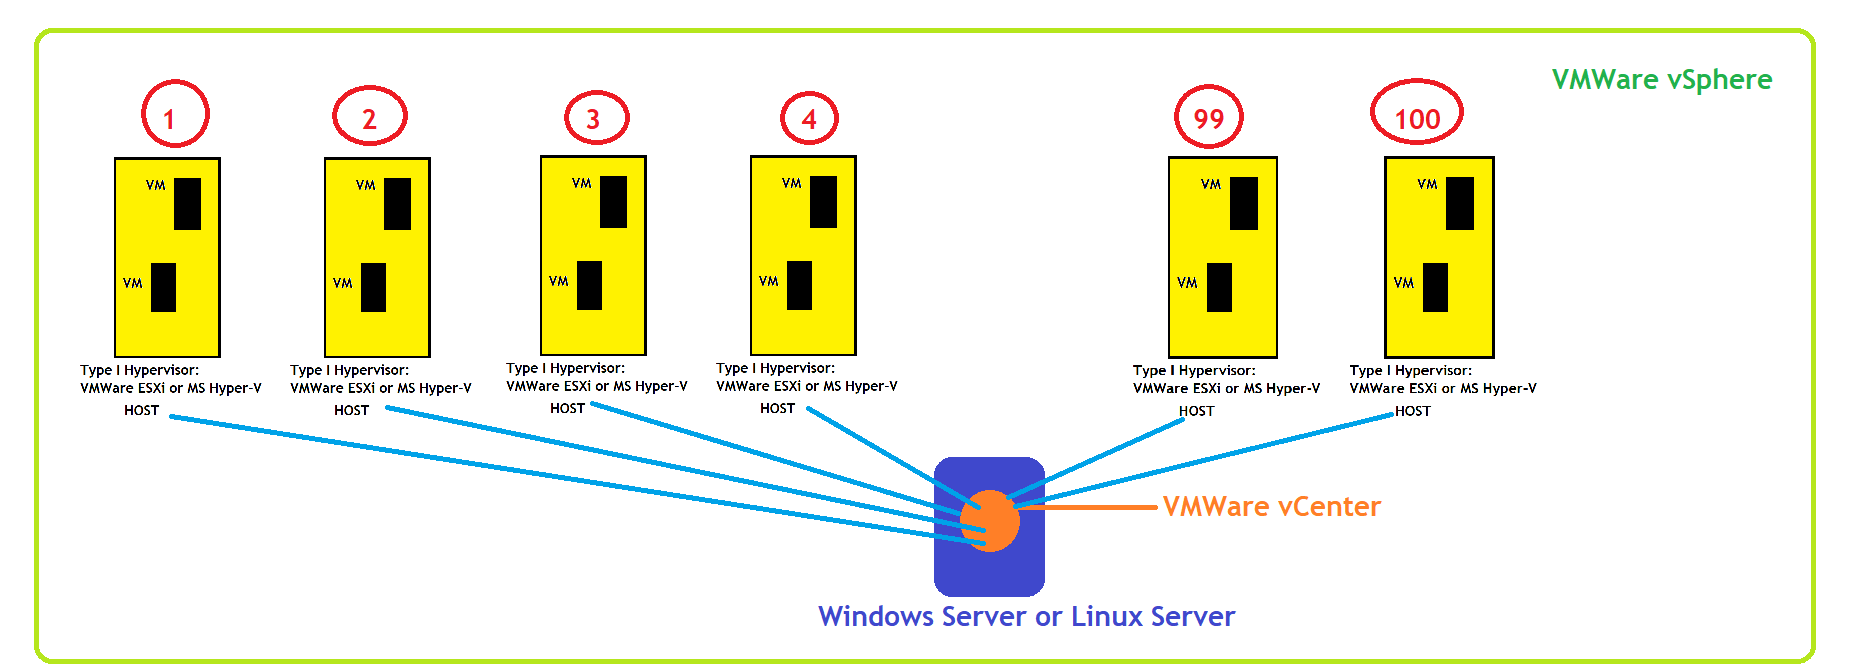 VMWare vSphere
1
2
3
4
99
100
VM
VM
VM
VM
VM
VM
VM
VM
VM
VM
VM
VM
Type I Hypervisor:
VMWare ESXi or MS Hyper-V
HOST
Type I Hypervisor:
VMWare ESXi or MS Hyper-V
HOST
Type I Hypervisor:
VMWare ESXi or MS Hyper-V
HOST
Type I Hypervisor:
VMWare ESXi or MS Hyper-V
HOST
Type I Hypervisor:
VMWare ESXi or MS Hyper-V
HOST
Type I Hypervisor:
VMWare ESXi or MS Hyper-V
HOST
VMWare vCenter
Windows Server or Linux Server